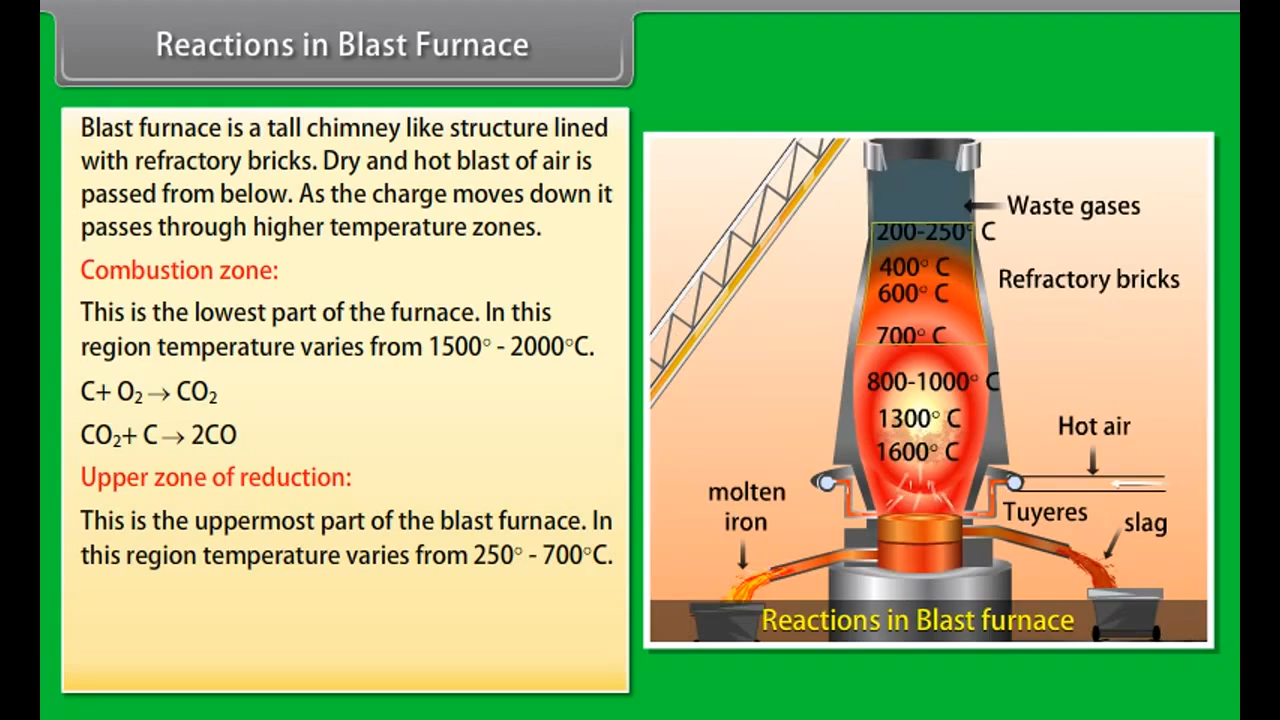 Reactions in Blast Furnace
Blast furnace is a tall chimney like structure lined
with refractory bricks. Dry and hot blast of air is
passed from below. As the charge moves down it
passes through higher temperature zones.
Combustion zone:
This is the lowest part of the furnace. In this
region temperature varies from 1500° - 2000°C.
C+ O₂ → CO₂
CO₂+ C → 2CO
Upper zone of reduction:
This is the uppermost part of the blast furnace. In
this region temperature varies from 250° - 700°C.
Waste gases
200-250° C
400° C
Refractory bricks
600° C
700° C
800-1000° C
1300° C
Hot air
1600° C
molten
iron
Tuyeres
slag
Reactions in Blast furnace